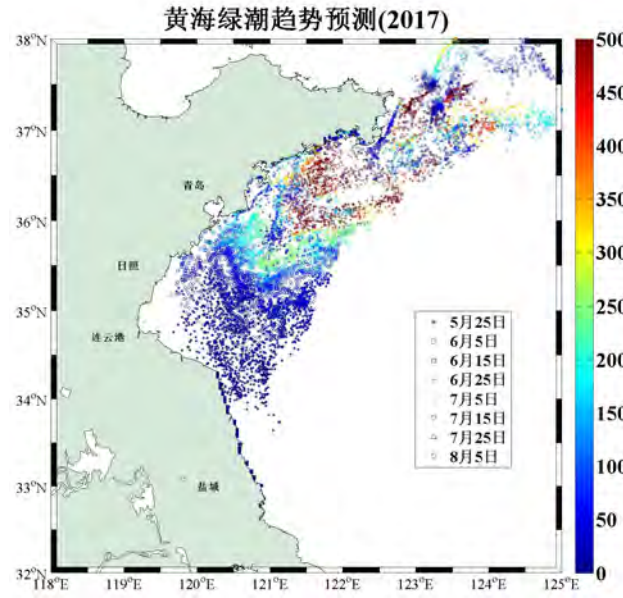 黄海绿潮趋势预测(2017)
38°N
37°N
36°N
35°N
34°N
33°N
32°N
118°E
119°E
120°E
121°E
122°E
123°E
124°E
125°E
青岛
日照
连云港
盐城
5月25日
6月5日
6月15日
6月25日
7月5日
7月15日
7月25日
8月5日
500
450
400
350
300
250
200
150
100
50
0